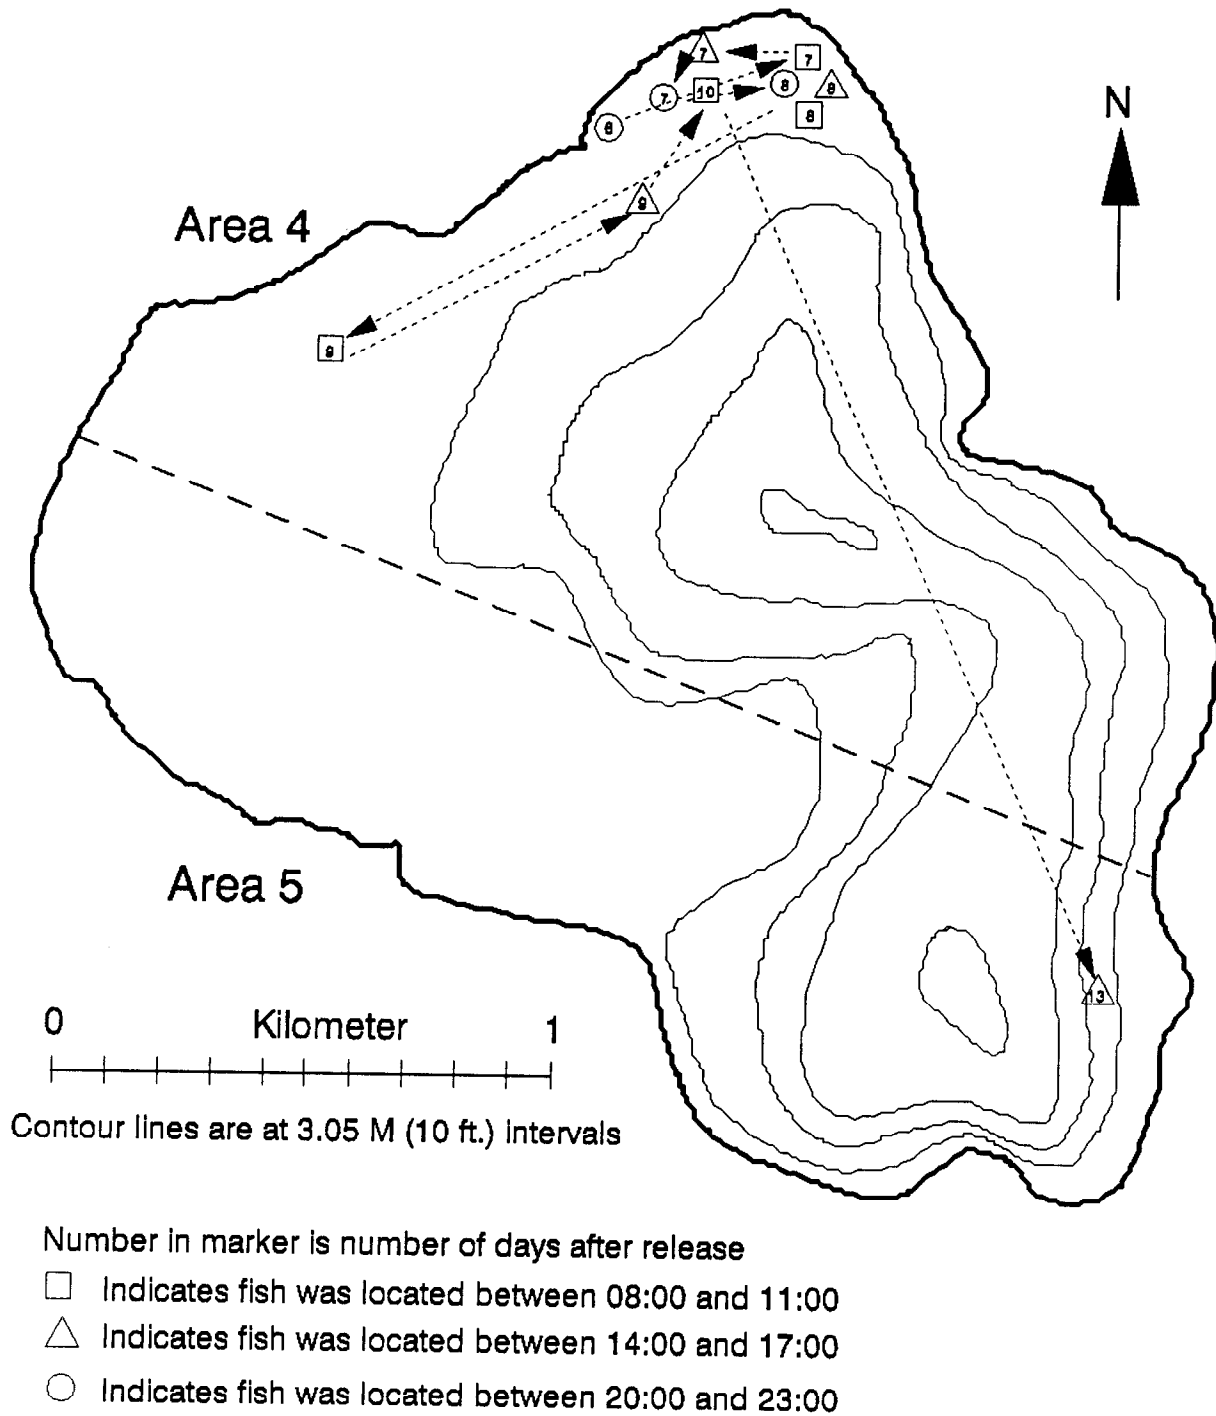 7
7
7
10
8
8
6
8
N
9
Area 4
9
Area 5
13
0 Kilometer 1
Contour lines are at 3.05 M (10 ft.) intervals
Number in marker is number of days after release
Indicates fish was located between 08:00 and 11:00
Indicates fish was located between 14:00 and 17:00
Indicates fish was located between 20:00 and 23:00